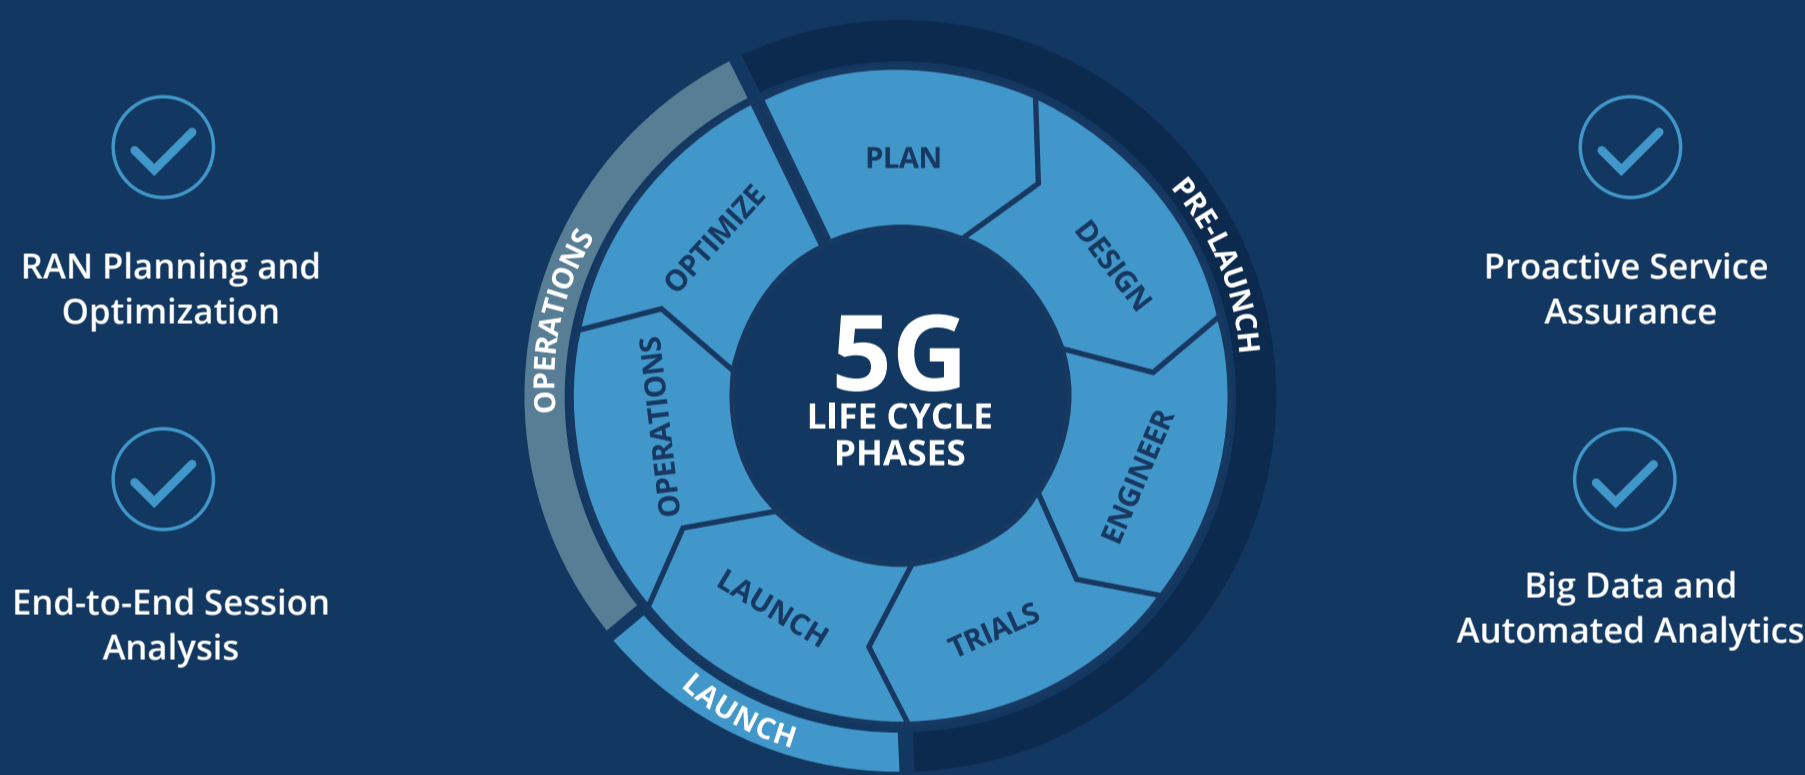 RAN Planning and
Optimization
End-to-End Session
Analysis
OPERATIONS
PRE-LAUNCH
LAUNCH
PLAN
DESIGN
ENGINEER
TRIALS
LAUNCH
OPERATIONS
OPTIMIZE
5G
LIFE CYCLE
PHASES
Proactive Service
Assurance
Big Data and
Automated Analytics